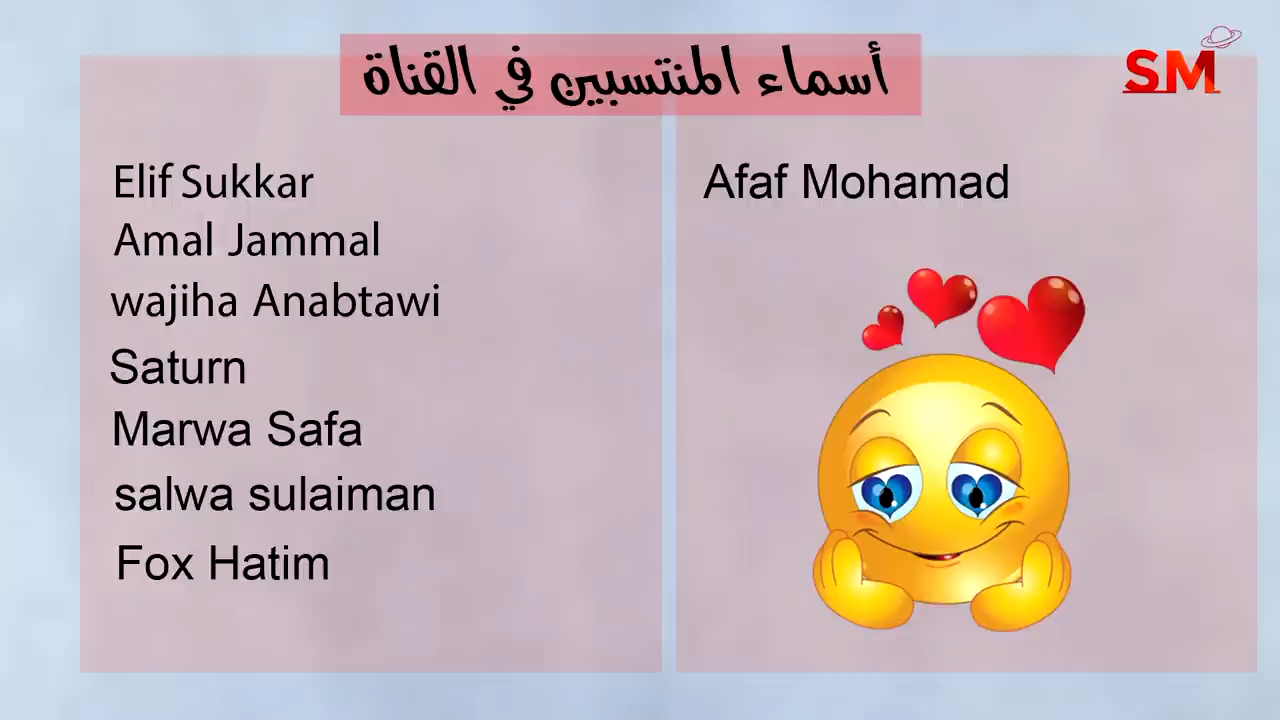 أسماء المنتسبين في القناة
SM
Elif Sukkar
Amal Jammal
wajiha Anabtawi
Saturn
Marwa Safa
salwa sulaiman
Fox Hatim
Afaf Mohamad